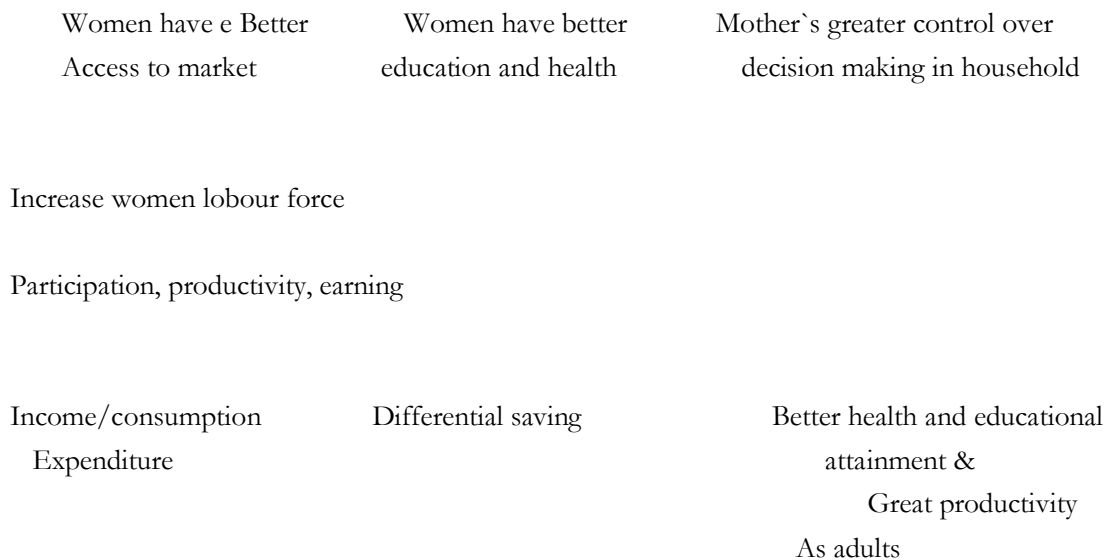 Women have e Better Women have better Mother`s greater control over
Access to market education and health decision making in household
Increase women lobour force
Participation, productivity, earning
Income/consumption Differential saving Better health and educational
Expenditure attainment &
Great productivity
As adults